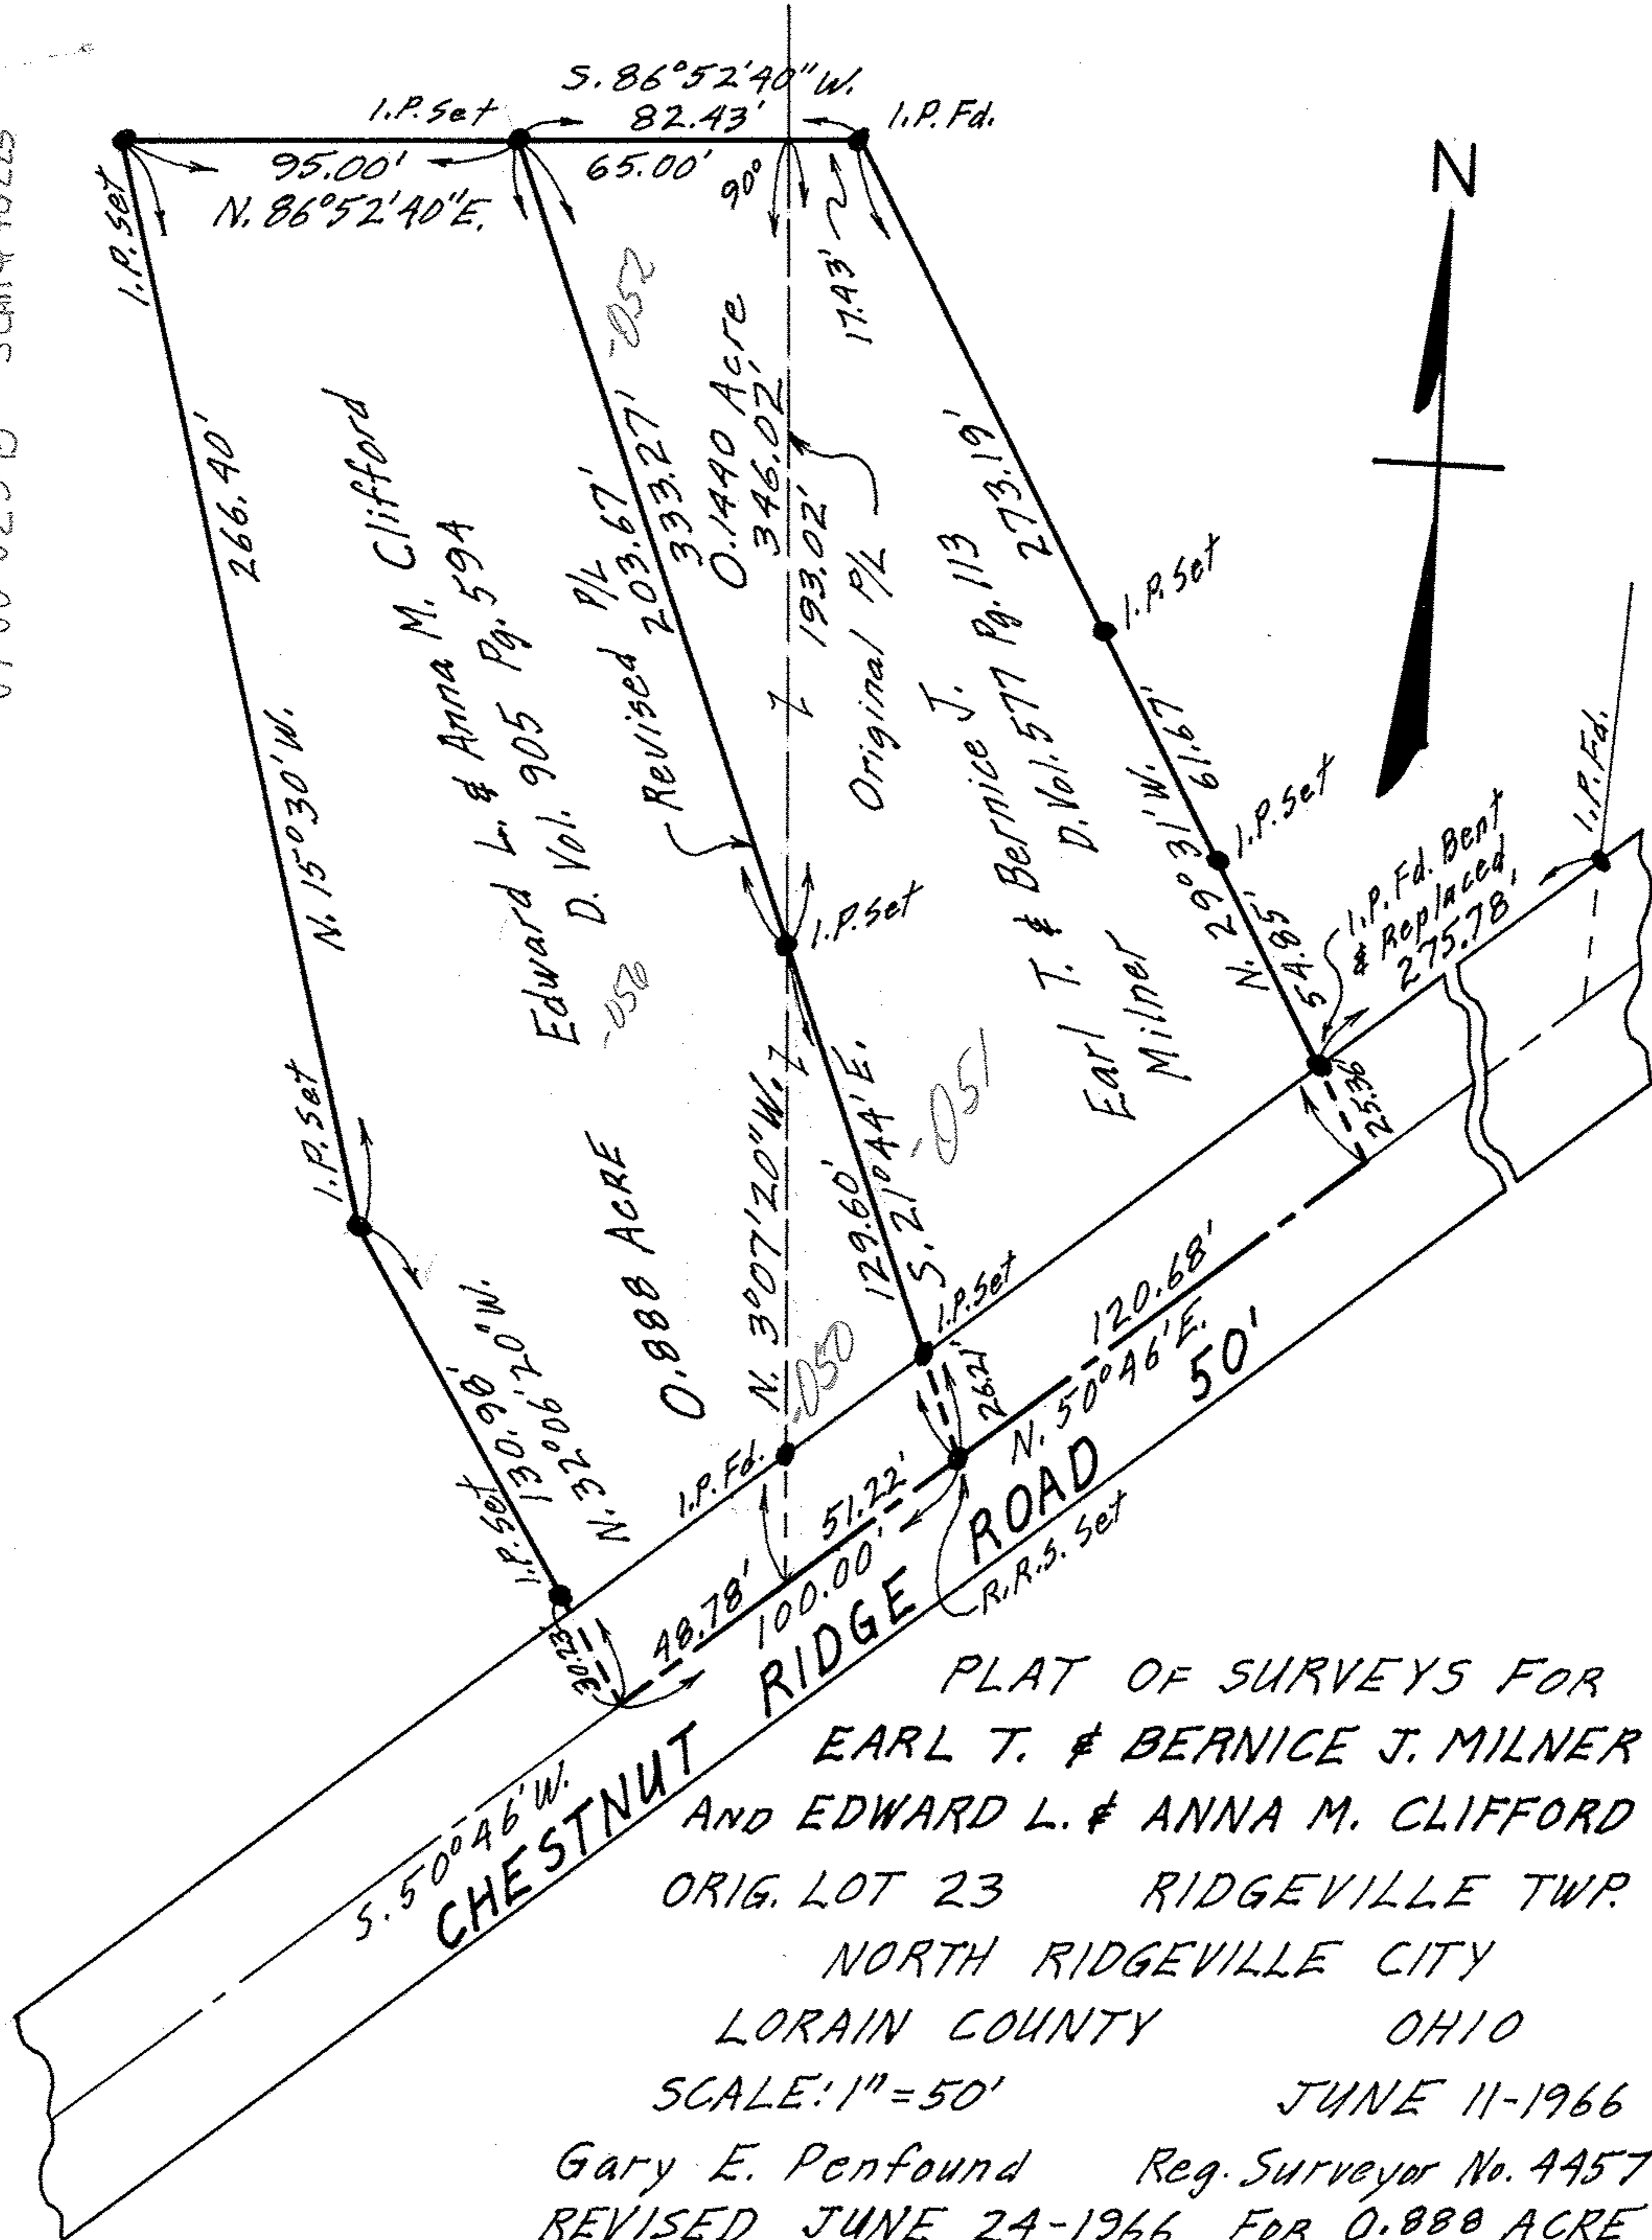 S. 86°52'40" W.
82.43'
I.P. Set
I.P. Fd.
95.00'
65.00'
90°
N. 86°52'40" E.
17.43'
I.P. Set
266.40'
N. 15°30' W.
Edward L. & Anna M. Clifford
D. Vol. 905 Pg. 594
-052
Revised P/L
203.67'
333.27'
0.1440 Acre
346.02'
193.02'
Original P/L
273.19'
Earl T. & Bernice J.
Milner
D. Vol. 577 Pg. 113
N
I.P. Set
61.67'
N. 29°31' W.
I.P. Set
54.85'
I.P. Fd. Bent
& Replaced
275.78'
I.P. Fd.
I.P. Set
-050
I.P. Set
0.888 ACRE
N. 3°07'20" W.
129.60'
S. 21°44' E.
-051
-050
25.36
130.98'
N. 32°06'20" W.
I.P. Set
I.P. Fd.
I.P. Set
26.21'
120.68'
N. 50°46' E.
50'
51.22'
48.78'
100.00'
30.23'
R.R.S. Set
S. 50°46' W.
CHESTNUT RIDGE ROAD
PLAT OF SURVEYS FOR
EARL T. & BERNICE J. MILNER
AND EDWARD L. & ANNA M. CLIFFORD
ORIG. LOT 23 RIDGEVILLE TWP.
NORTH RIDGEVILLE CITY
LORAIN COUNTY OHIO
SCALE: 1" = 50' JUNE 11-1966
Gary E. Penfound Reg. Surveyor No. 4457
REVISED JUNE 24-1966 FOR 0.888 ACRE